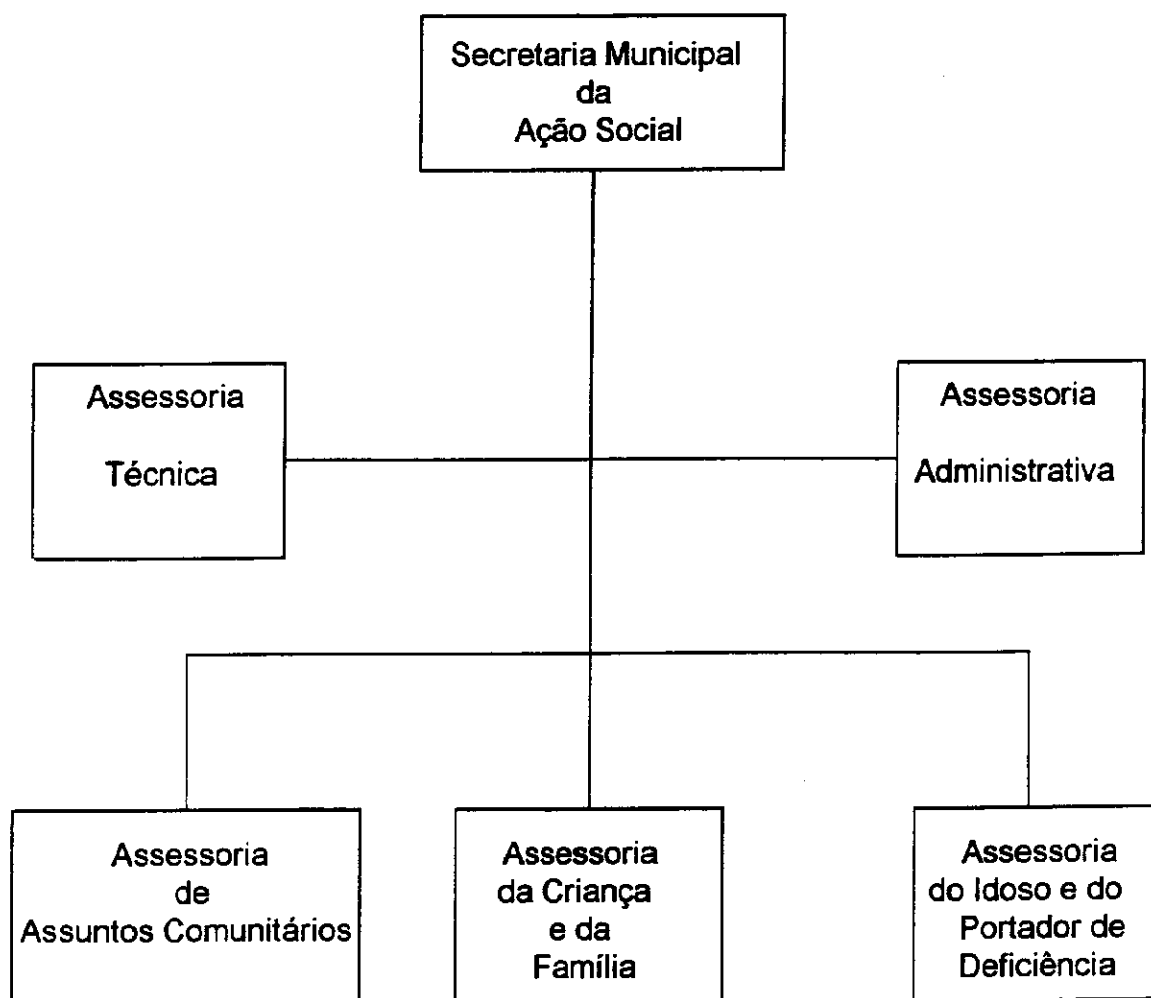 Secretaria Municipal
da
Ação Social
Assessoria
Técnica
Assessoria
Administrativa
Assessoria
de
Assuntos Comunitários
Assessoria
da Criança
e da
Família
Assessoria
do Idoso e do
Portador de
Deficiência